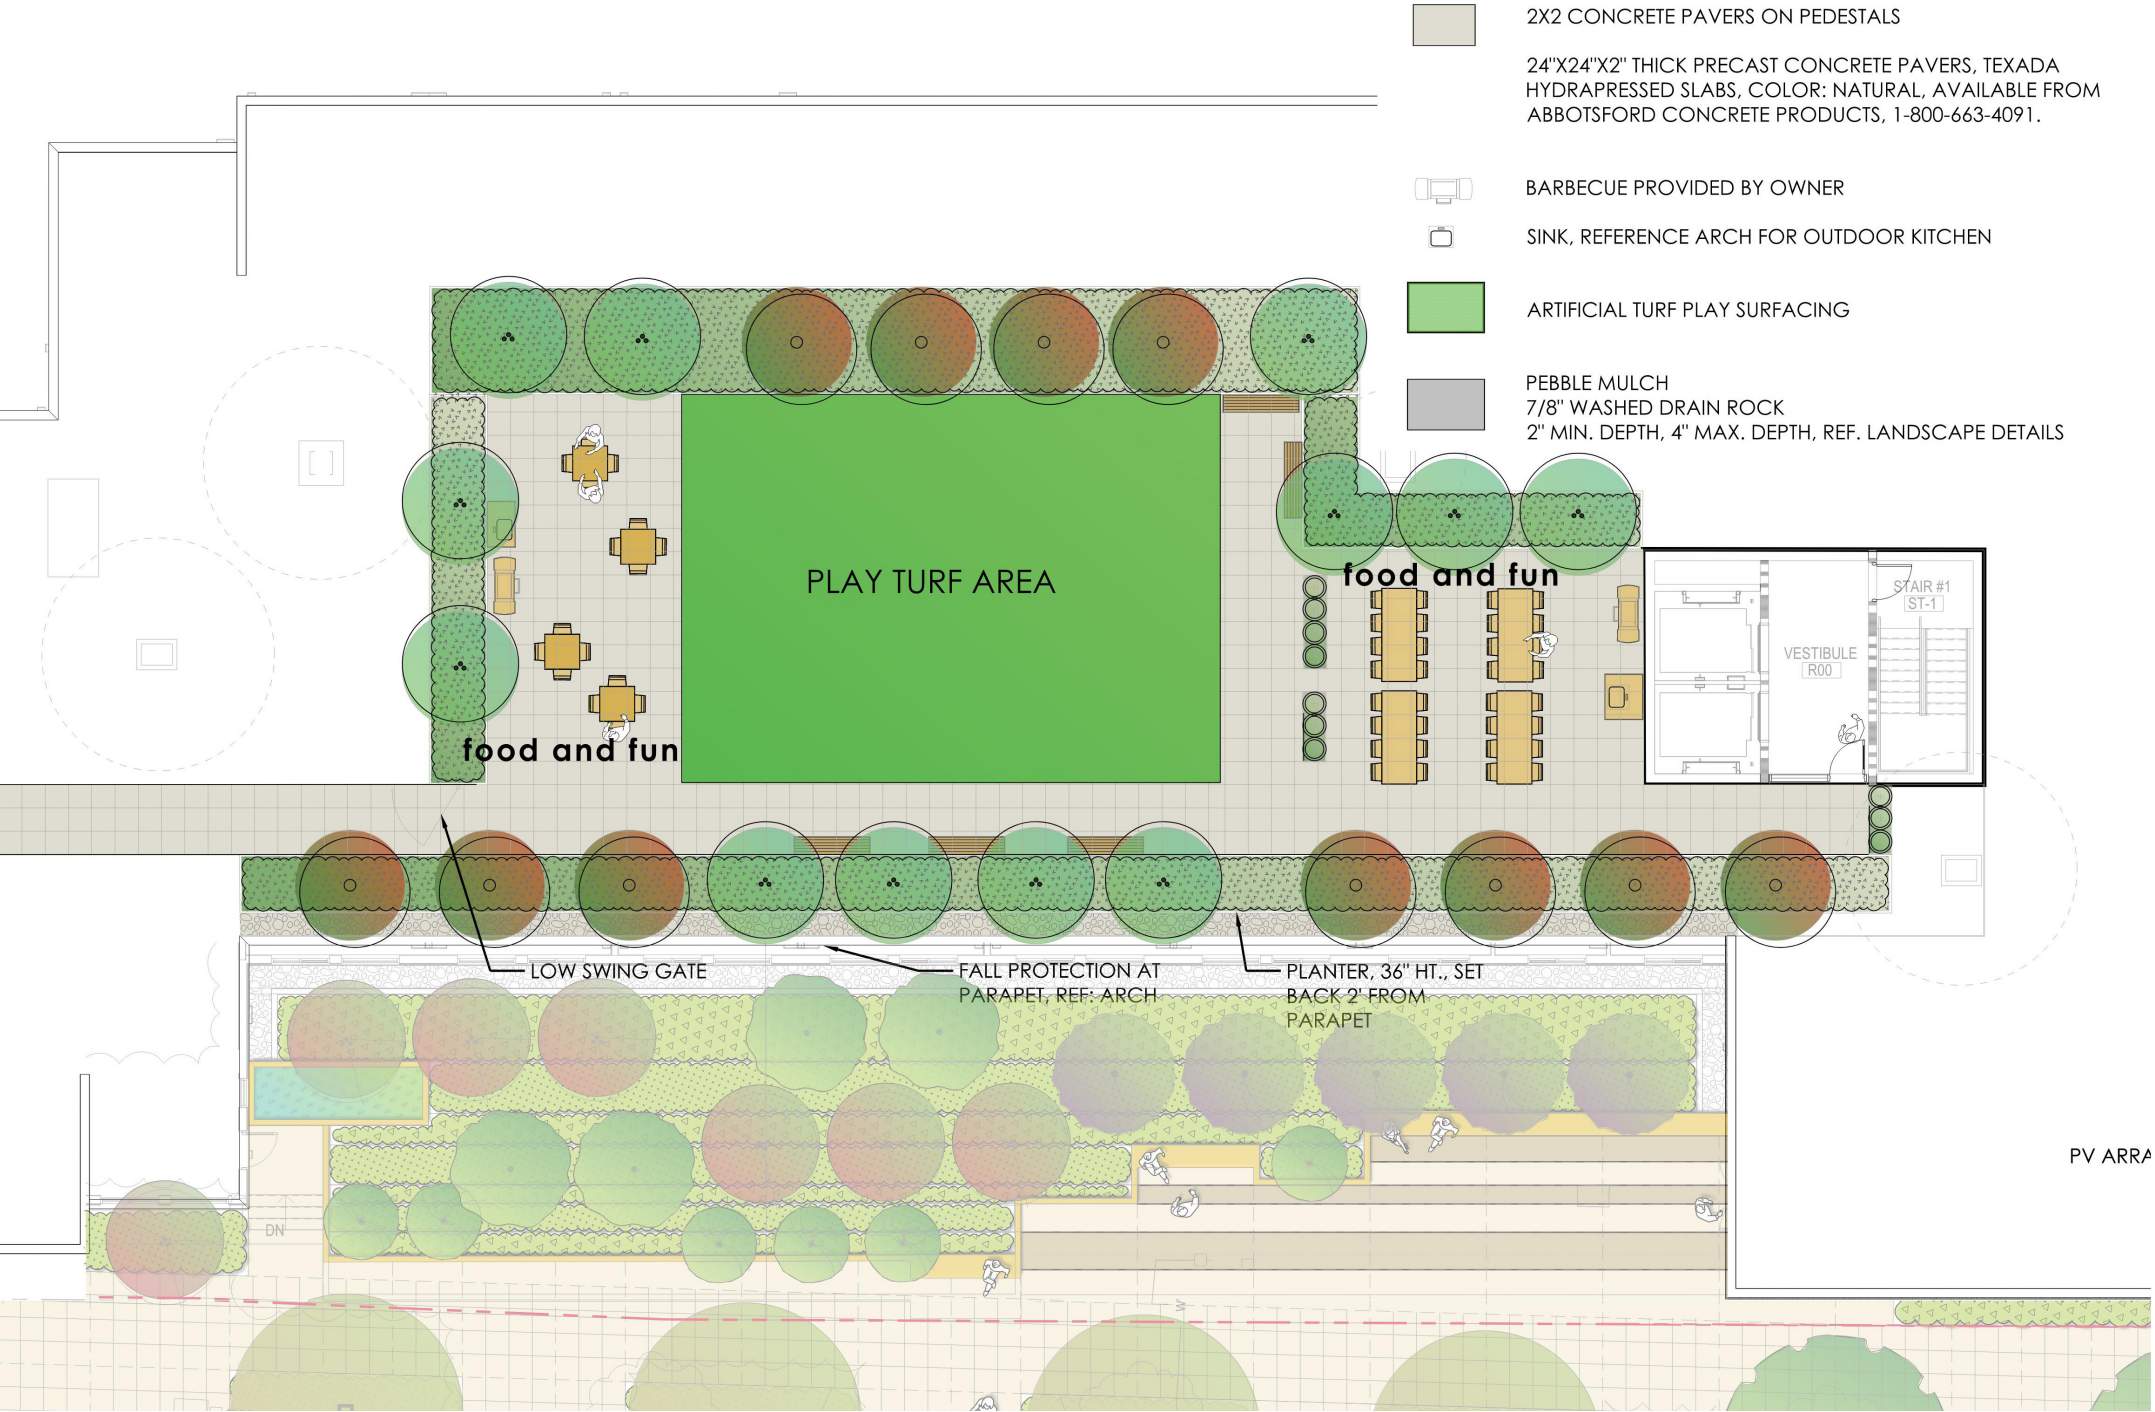 2X2 CONCRETE PAVERS ON PEDESTALS
24"X24"X2" THICK PRECAST CONCRETE PAVERS, TEXADA
HYDRAPRESSED SLABS, COLOR: NATURAL, AVAILABLE FROM
ABBOTSFORD CONCRETE PRODUCTS, 1-800-663-4091.
BARBECUE PROVIDED BY OWNER
SINK, REFERENCE ARCH FOR OUTDOOR KITCHEN
ARTIFICIAL TURF PLAY SURFACING
PEBBLE MULCH
7/8" WASHED DRAIN ROCK
2" MIN. DEPTH, 4" MAX. DEPTH, REF. LANDSCAPE DETAILS
PLAY TURF AREA
food and fun
STAIR #1
ST-1
VESTIBULE
R00
food and fun
LOW SWING GATE
FALL PROTECTION AT
PARAPET, REF: ARCH
PLANTER, 36" HT., SET
BACK 2' FROM
PARAPET
PV ARRA
DN
W